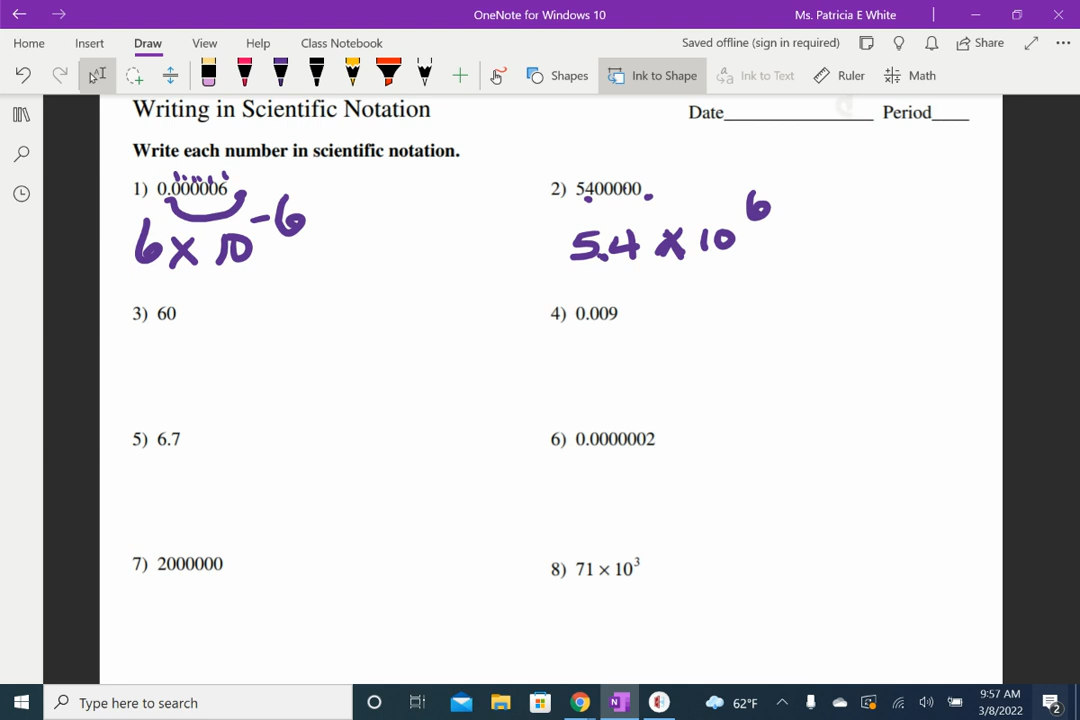 OneNote for Windows 10
Ms. Patricia E White
Home Insert Draw View Help Class Notebook
Saved offline (sign in required) Share
Shapes Ink to Shape Ink to Text Ruler Math
Writing in Scientific Notation
Date____________ Period____
Write each number in scientific notation.
1) 0.000006
6 × 10 -6
2) 5400000
5.4 × 10 6
3) 60
4) 0.009
5) 6.7
6) 0.0000002
7) 2000000
8) 71 × 10³
Type here to search
62°F
9:57 AM
3/8/2022
2